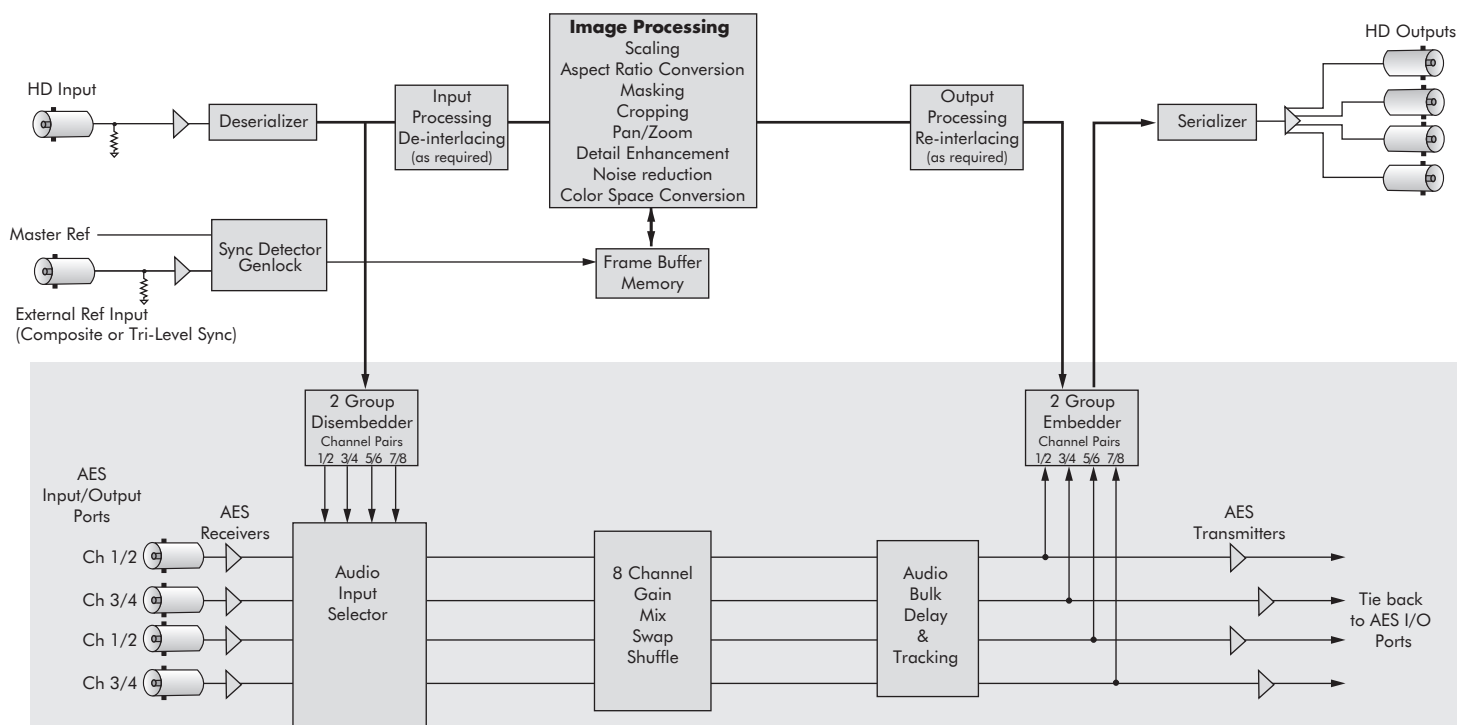 Image Processing
Scaling
Aspect Ratio Conversion
Masking
Cropping
Pan/Zoom
Detail Enhancement
Noise reduction
Color Space Conversion
HD Outputs
HD Input
Deserializer
Input
Processing
De-interlacing
(as required)
Output
Processing
Re-interlacing
(as required)
Serializer
Master Ref
Sync Detector
Genlock
Frame Buffer
Memory
External Ref Input
(Composite or Tri-Level Sync)
2 Group
Disembedder
Channel Pairs
1/2 3/4 5/6 7/8
2 Group
Embedder
Channel Pairs
1/2 3/4 5/6 7/8
AES
Input/Output
Ports
AES
Receivers
AES
Transmitters
Ch 1/2
Ch 3/4
Ch 1/2
Ch 3/4
Audio
Input
Selector
8 Channel
Gain
Mix
Swap
Shuffle
Audio
Bulk
Delay
&
Tracking
Tie back
to AES I/O
Ports